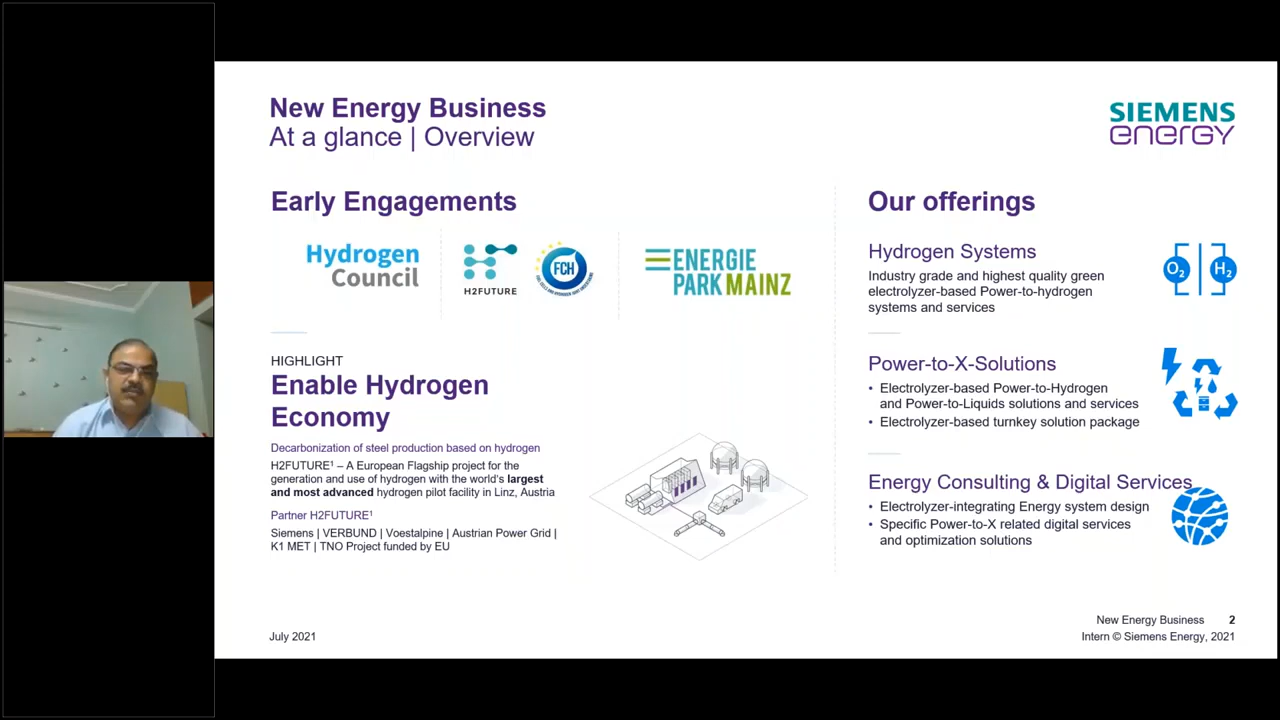 New Energy Business
At a glance | Overview
SIEMENS
energy
Early Engagements
Hydrogen
Council
H2FUTURE
FCH
ENERGIE
PARK MAINZ
HIGHLIGHT
Enable Hydrogen
Economy
Decarbonization of steel production based on hydrogen
H2FUTURE¹ – A European Flagship project for the
generation and use of hydrogen with the world's largest
and most advanced hydrogen pilot facility in Linz, Austria
Partner H2FUTURE¹
Siemens | VERBUND | Voestalpine | Austrian Power Grid |
K1 MET | TNO Project funded by EU
Our offerings
Hydrogen Systems
Industry grade and highest quality green
electrolyzer-based Power-to-hydrogen
systems and services
O₂ H₂
Power-to-X-Solutions
• Electrolyzer-based Power-to-Hydrogen
and Power-to-Liquids solutions and services
• Electrolyzer-based turnkey solution package
Energy Consulting & Digital Services
• Electrolyzer-integrating Energy system design
• Specific Power-to-X related digital services
and optimization solutions
New Energy Business 2
July 2021
Intern © Siemens Energy, 2021